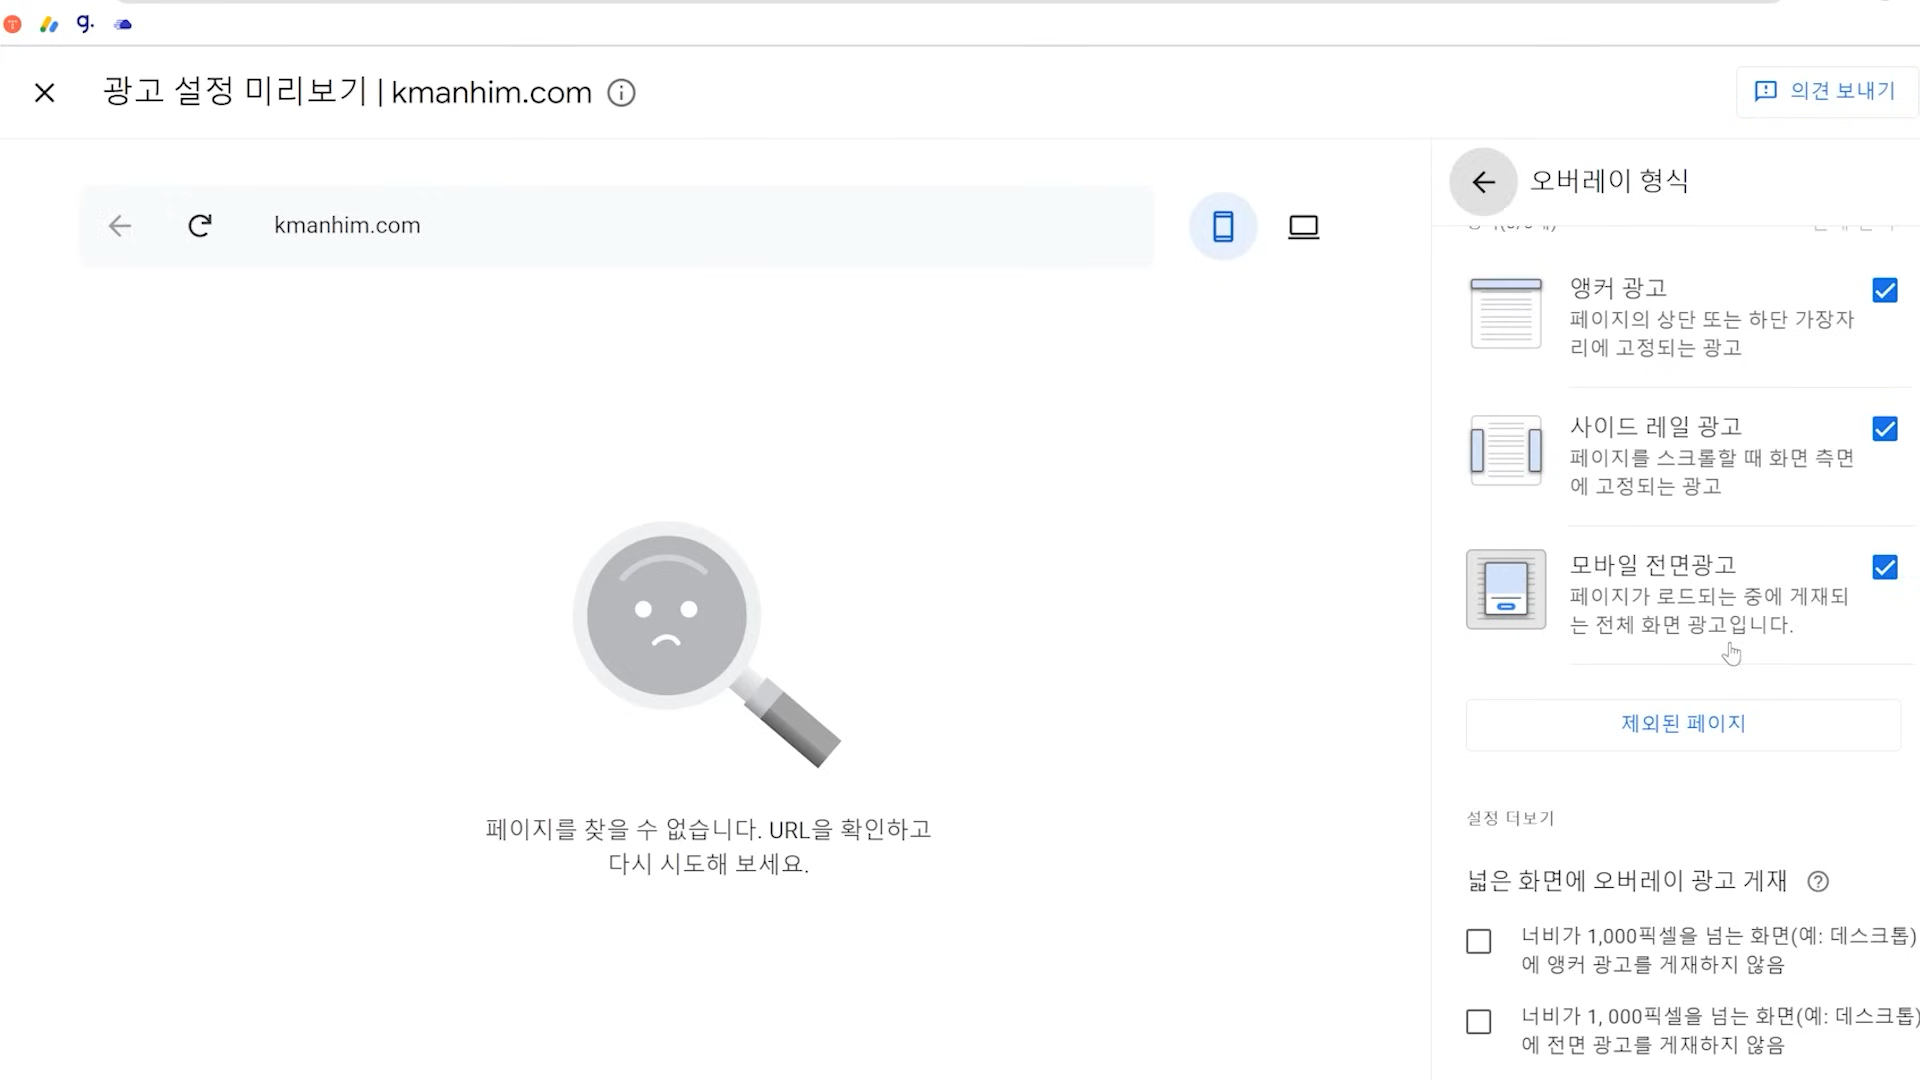 g.
광고 설정 미리보기 | kmanhim.com
의견 보내기
kmanhim.com
오버레이 형식
앵커 광고
페이지의 상단 또는 하단 가장자
리에 고정되는 광고
사이드 레일 광고
페이지를 스크롤할 때 화면 측면
에 고정되는 광고
모바일 전면광고
페이지가 로드되는 중에 게재되
는 전체 화면 광고입니다.
제외된 페이지
설정 더보기
넓은 화면에 오버레이 광고 게재
너비가 1,000픽셀을 넘는 화면(예: 데스크톱)
에 앵커 광고를 게재하지 않음
너비가 1, 000픽셀을 넘는 화면(예: 데스크톱)
에 전면 광고를 게재하지 않음
페이지를 찾을 수 없습니다. URL을 확인하고
다시 시도해 보세요.